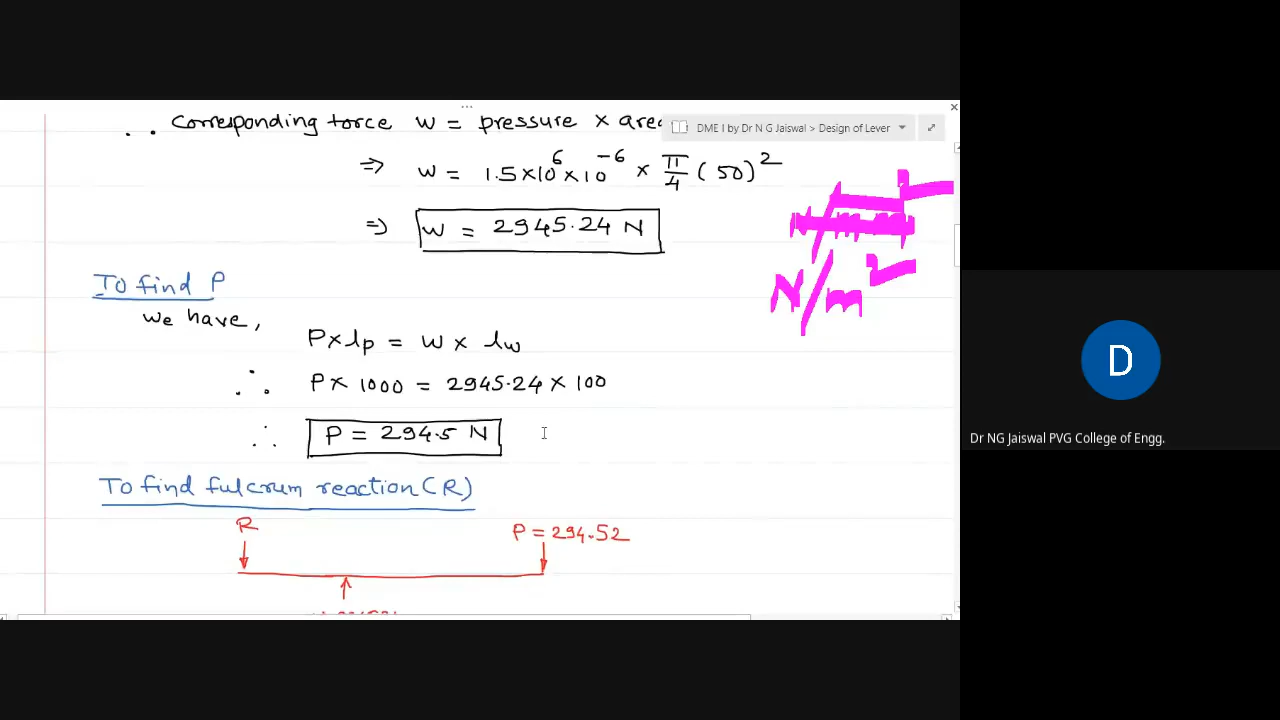 ∴ corresponding force W = pressure × area
DME I by Dr N G Jaiswal > Design of Lever
⇒ W = 1.5×10⁶×10⁻⁶ × π/4 (50)²
⇒ W = 2945.24 N
N/m²
To find P
we have,
P×lp = W × lw
∴ P× 1000 = 2945.24 × 100
∴ P = 294.5 N
To find fulcrum reaction (R)
R
P = 294.52
D
Dr NG Jaiswal PVG College of Engg.